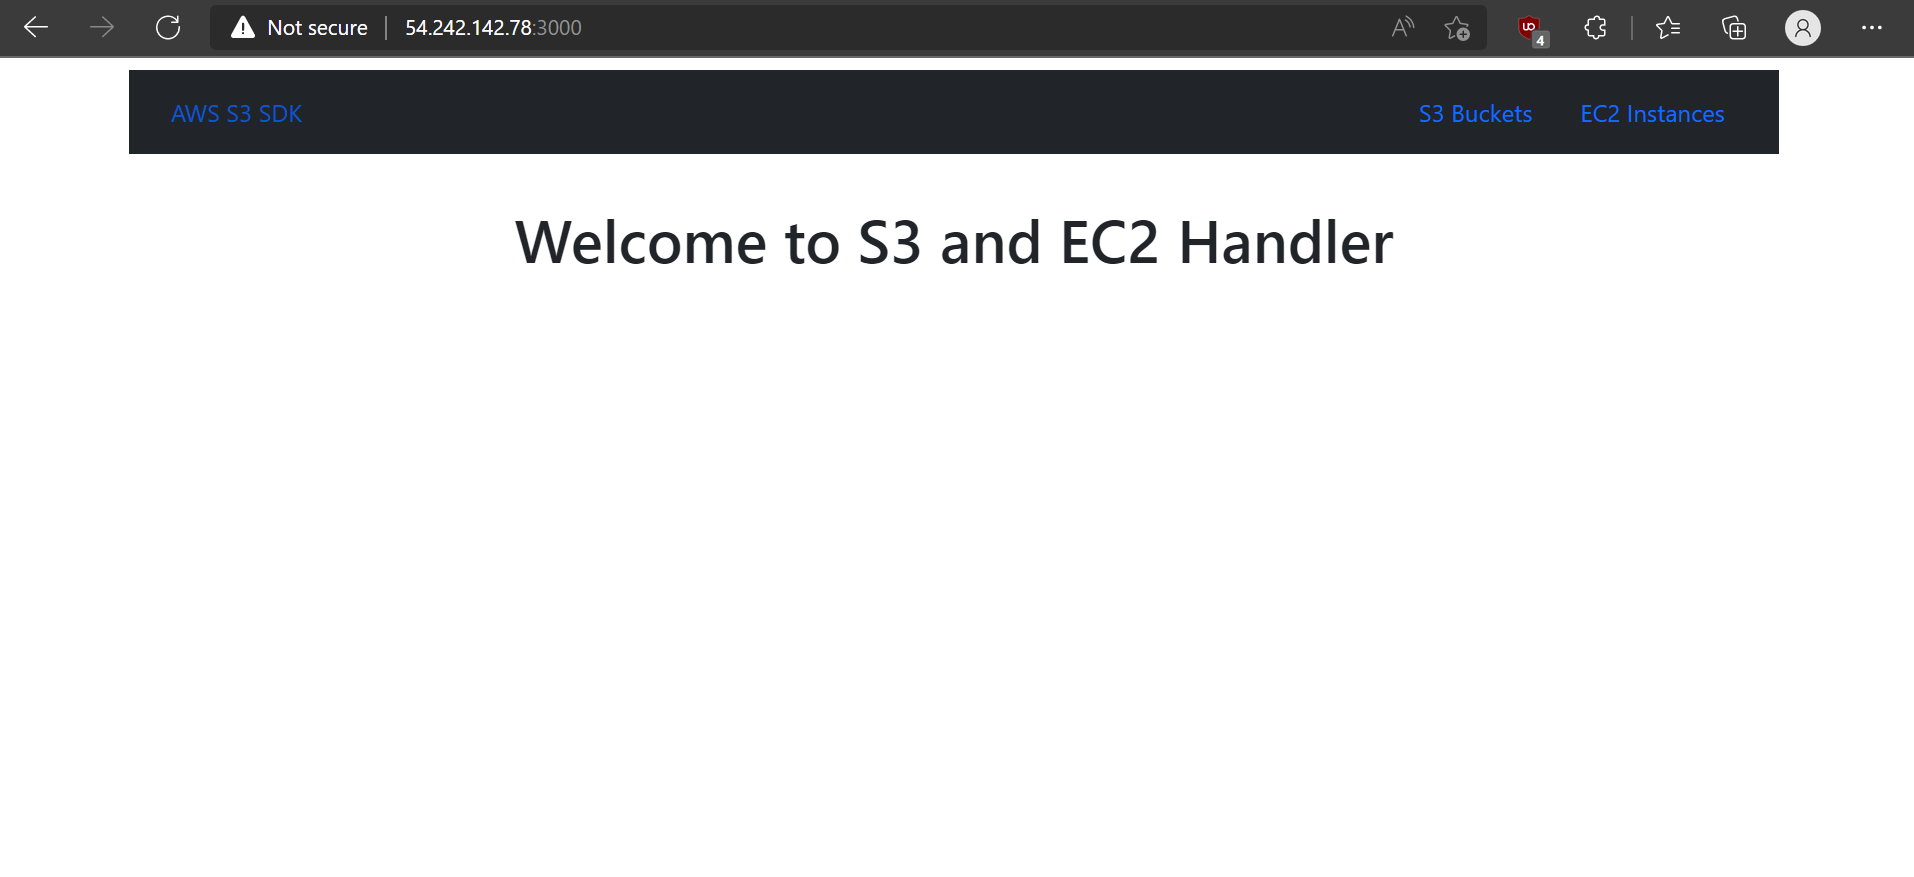 Not secure 54.242.142.78:3000
4
AWS S3 SDK S3 Buckets EC2 Instances
Welcome to S3 and EC2 Handler